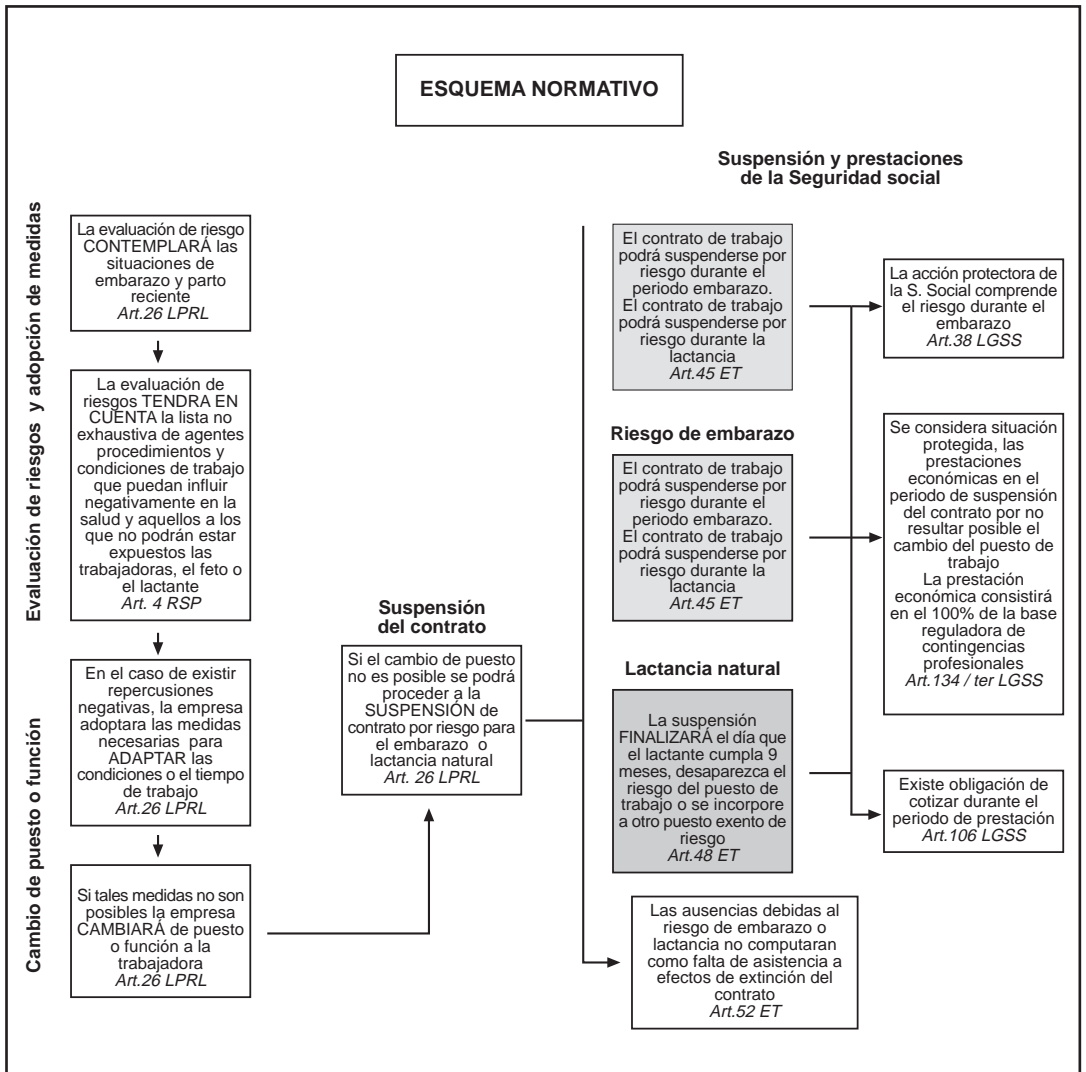 ESQUEMA NORMATIVO
Evaluación de riesgos y adopción de medidas
Cambio de puesto o función
La evaluación de riesgo
CONTEMPLARÁ las
situaciones de
embarazo y parto
reciente
Art.26 LPRL
La evaluación de
riesgos TENDRA EN
CUENTA la lista no
exhaustiva de agentes
procedimientos y
condiciones de trabajo
que puedan influir
negativamente en la
salud y aquellos a los
que no podrán estar
expuestos las
trabajadoras, el feto o
el lactante
Art. 4 RSP
En el caso de existir
repercusiones
negativas, la empresa
adoptara las medidas
necesarias para
ADAPTAR las
condiciones o el tiempo
de trabajo
Art.26 LPRL
Si tales medidas no son
posibles la empresa
CAMBIARÁ de puesto
o función a la
trabajadora
Art.26 LPRL
Suspensión
del contrato
Si el cambio de puesto
no es posible se podrá
proceder a la
SUSPENSIÓN de
contrato por riesgo para
el embarazo o
lactancia natural
Art. 26 LPRL
Suspensión y prestaciones
de la Seguridad social
El contrato de trabajo
podrá suspenderse por
riesgo durante el
periodo embarazo.
El contrato de trabajo
podrá suspenderse por
riesgo durante la
lactancia
Art.45 ET
Riesgo de embarazo
El contrato de trabajo
podrá suspenderse por
riesgo durante el
periodo embarazo.
El contrato de trabajo
podrá suspenderse por
riesgo durante la
lactancia
Art.45 ET
Lactancia natural
La suspensión
FINALIZARÁ el día que
el lactante cumpla 9
meses, desaparezca el
riesgo del puesto de
trabajo o se incorpore
a otro puesto exento de
riesgo
Art.48 ET
Las ausencias debidas al
riesgo de embarazo o
lactancia no computaran
como falta de asistencia a
efectos de extinción del
contrato
Art.52 ET
La acción protectora de
la S. Social comprende
el riesgo durante el
embarazo
Art.38 LGSS
Se considera situación
protegida, las
prestaciones
económicas en el
periodo de suspensión
del contrato por no
resultar posible el
cambio del puesto de
trabajo
La prestación
económica consistirá
en el 100% de la base
reguladora de
contingencias
profesionales
Art.134 / ter LGSS
Existe obligación de
cotizar durante el
periodo de prestación
Art.106 LGSS